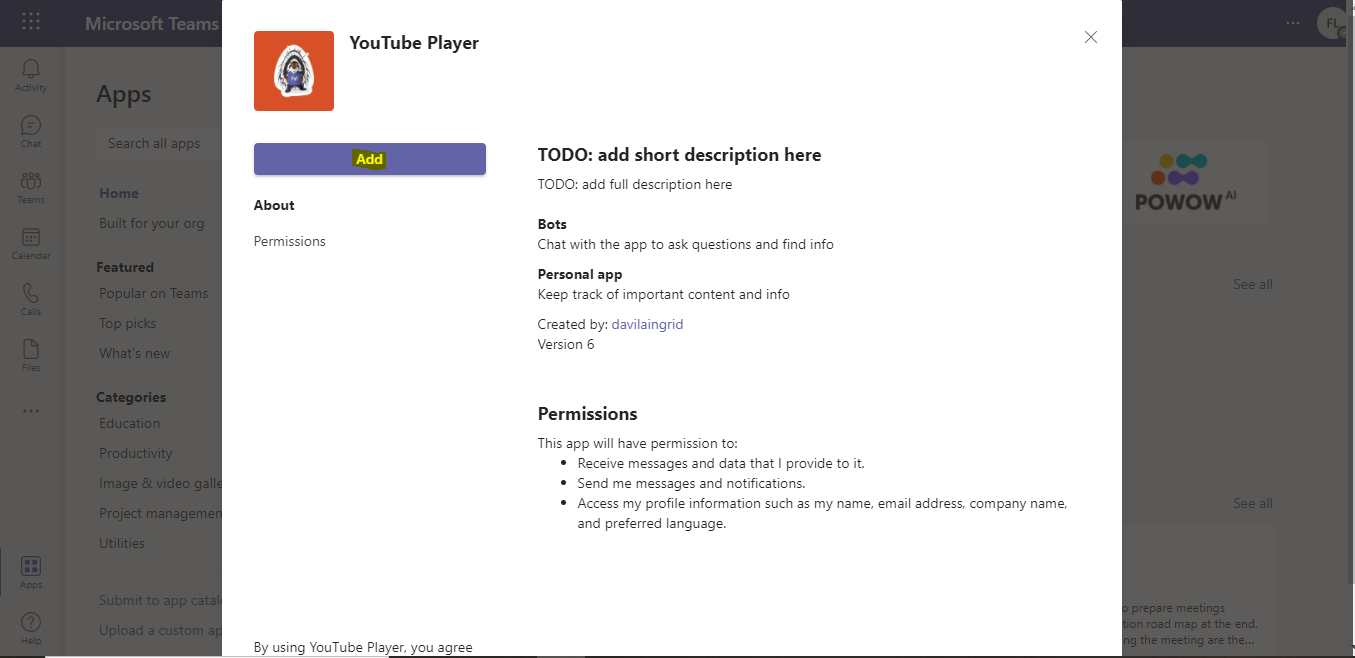 Microsoft Teams
FL
Activity
Chat
Teams
Calendar
Calls
Files
Apps
Help
Apps
Search all apps
Home
Built for your org
Featured
Popular on Teams
Top picks
What's new
Categories
Education
Productivity
Image & video galle
Project managemen
Utilities
Submit to app catal
Upload a custom ap
YouTube Player
Add
About
Permissions
By using YouTube Player, you agree
TODO: add short description here
TODO: add full description here
Bots
Chat with the app to ask questions and find info
Personal app
Keep track of important content and info
Created by: davilaingrid
Version 6
Permissions
This app will have permission to:
• Receive messages and data that I provide to it.
• Send me messages and notifications.
• Access my profile information such as my name, email address, company name,
and preferred language.
POWOW AI
See all
See all
o prepare meetings
tion road map at the end.
ng the meeting are the...